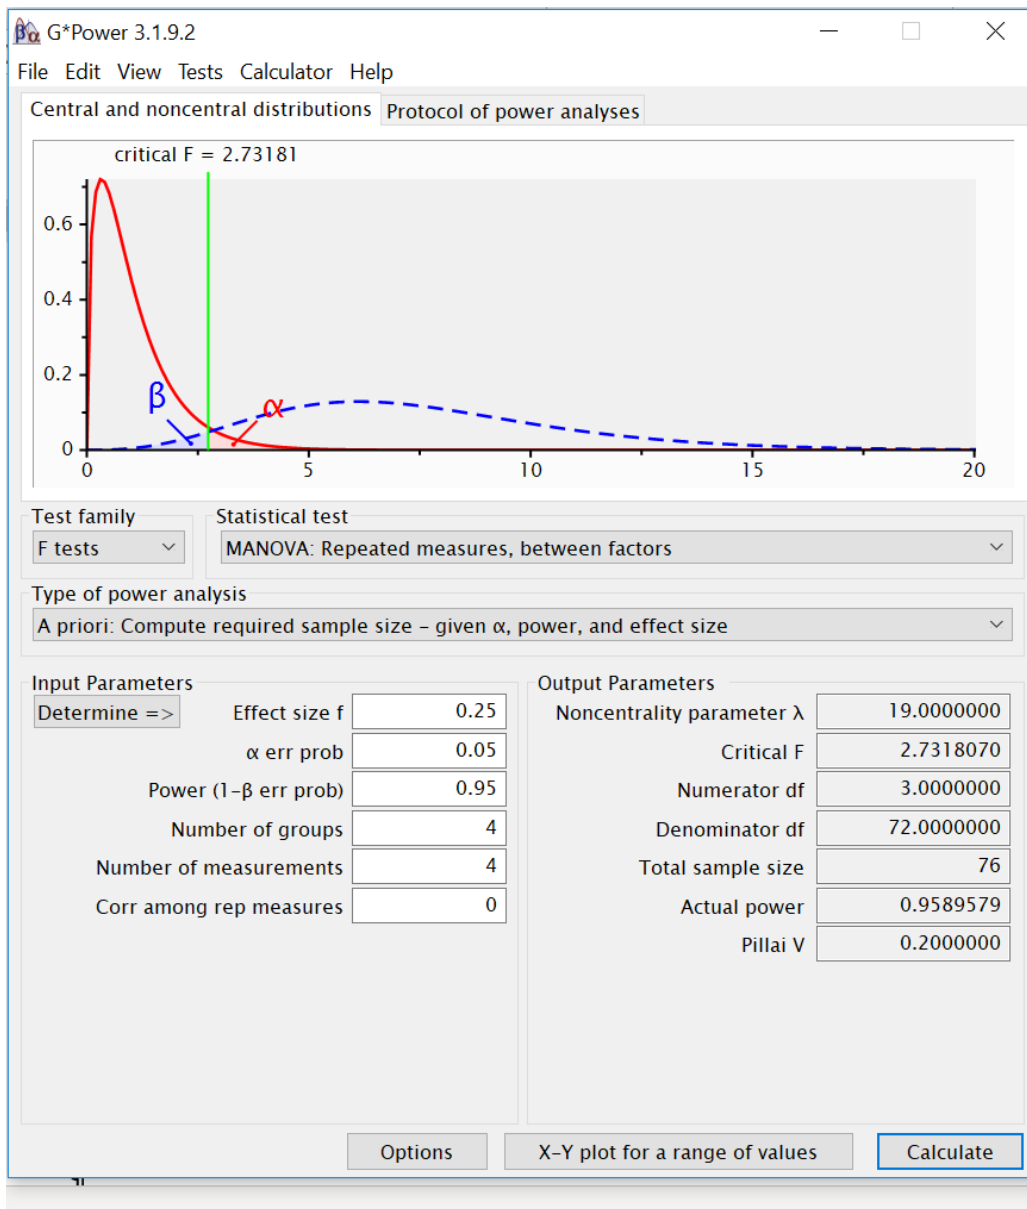 G*Power 3.1.9.2
File Edit View Tests Calculator Help
Central and noncentral distributions Protocol of power analyses
critical F = 2.73181
0.6
0.4
0.2
0
β
α
0 5 10 15 20
Test family Statistical test
F tests MANOVA: Repeated measures, between factors
Type of power analysis
A priori: Compute required sample size - given α, power, and effect size
Input Parameters
Determine => Effect size f 0.25
α err prob 0.05
Power (1-β err prob) 0.95
Number of groups 4
Number of measurements 4
Corr among rep measures 0
Output Parameters
Noncentrality parameter λ 19.0000000
Critical F 2.7318070
Numerator df 3.0000000
Denominator df 72.0000000
Total sample size 76
Actual power 0.9589579
Pillai V 0.2000000
Options X-Y plot for a range of values Calculate